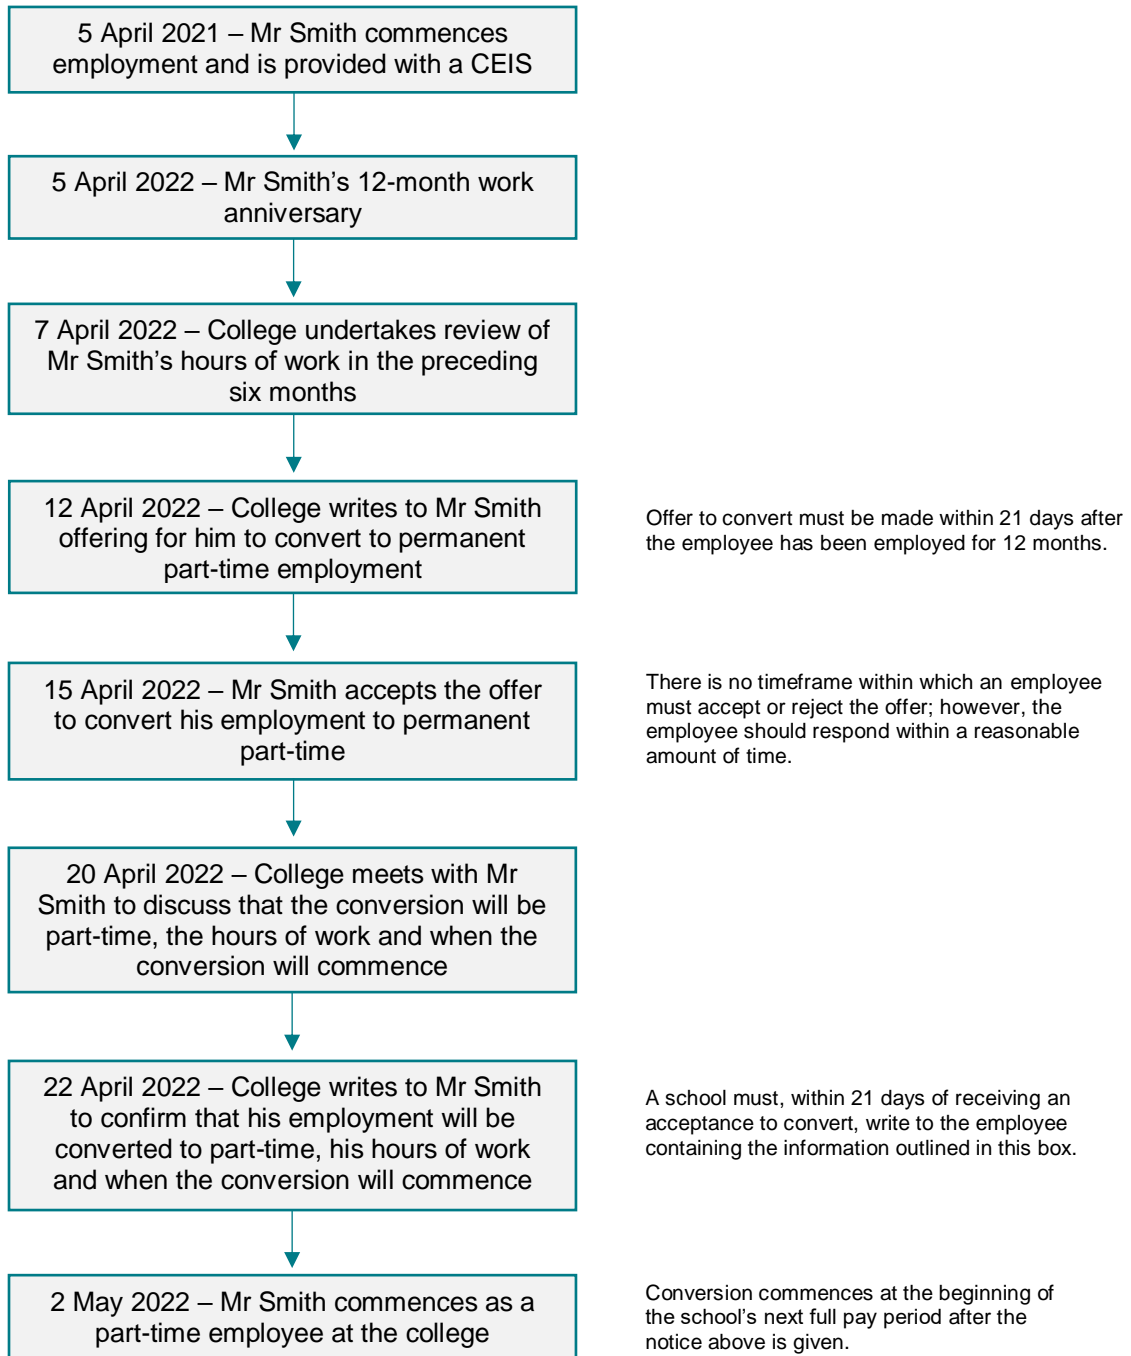 5 April 2021 – Mr Smith commences
employment and is provided with a CEIS
5 April 2022 – Mr Smith’s 12-month work
anniversary
7 April 2022 – College undertakes review of
Mr Smith’s hours of work in the preceding
six months
12 April 2022 – College writes to Mr Smith
offering for him to convert to permanent
part-time employment
Offer to convert must be made within 21 days after
the employee has been employed for 12 months.
15 April 2022 – Mr Smith accepts the offer
to convert his employment to permanent
part-time
There is no timeframe within which an employee
must accept or reject the offer; however, the
employee should respond within a reasonable
amount of time.
20 April 2022 – College meets with Mr
Smith to discuss that the conversion will be
part-time, the hours of work and when the
conversion will commence
22 April 2022 – College writes to Mr Smith
to confirm that his employment will be
converted to part-time, his hours of work
and when the conversion will commence
A school must, within 21 days of receiving an
acceptance to convert, write to the employee
containing the information outlined in this box.
2 May 2022 – Mr Smith commences as a
part-time employee at the college
Conversion commences at the beginning of
the school’s next full pay period after the
notice above is given.